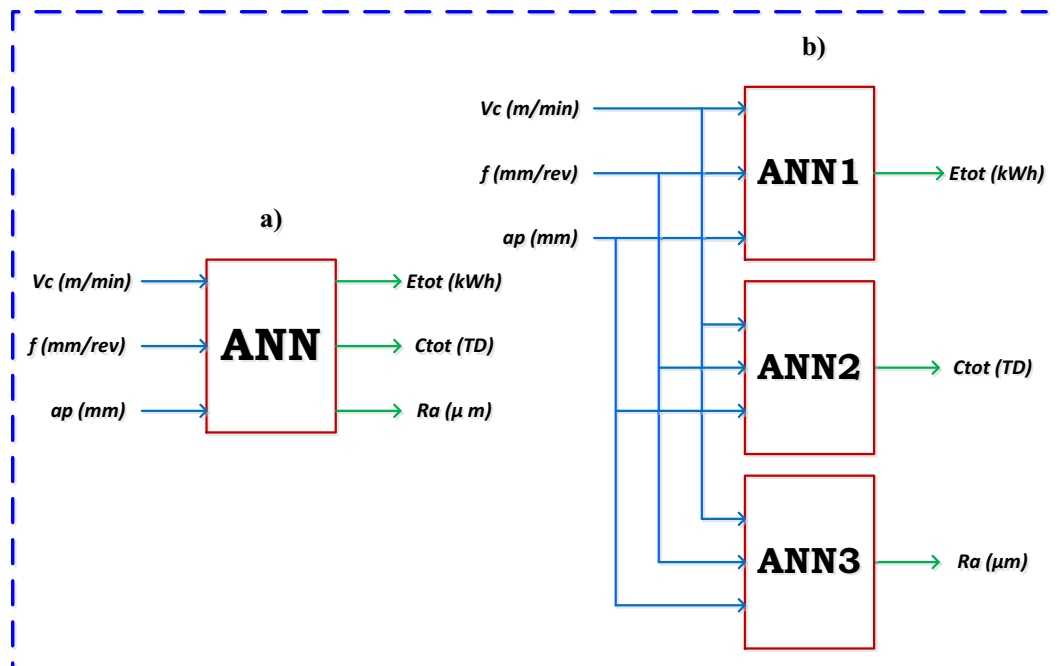 a)
Vc (m/min)
f (mm/rev)
ap (mm)
ANN
Etot (kWh)
Ctot (TD)
Ra (μ m)
b)
Vc (m/min)
f (mm/rev)
ap (mm)
ANN1
Etot (kWh)
ANN2
Ctot (TD)
ANN3
Ra (μm)